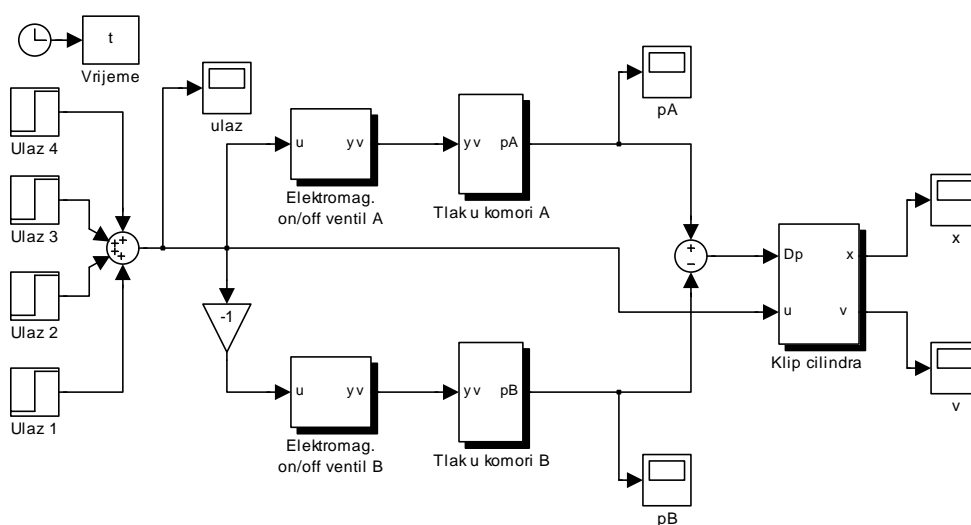 t
Vrijeme
Ulaz 4
Ulaz 3
Ulaz 2
Ulaz 1
ulaz
u
yv
Elektromag.
on/off ventil A
yv
pA
Tlak u komori A
pA
-1
u
yv
Elektromag.
on/off ventil B
yv
pB
Tlak u komori B
pB
Dp
u
x
v
Klip cilindra
x
v